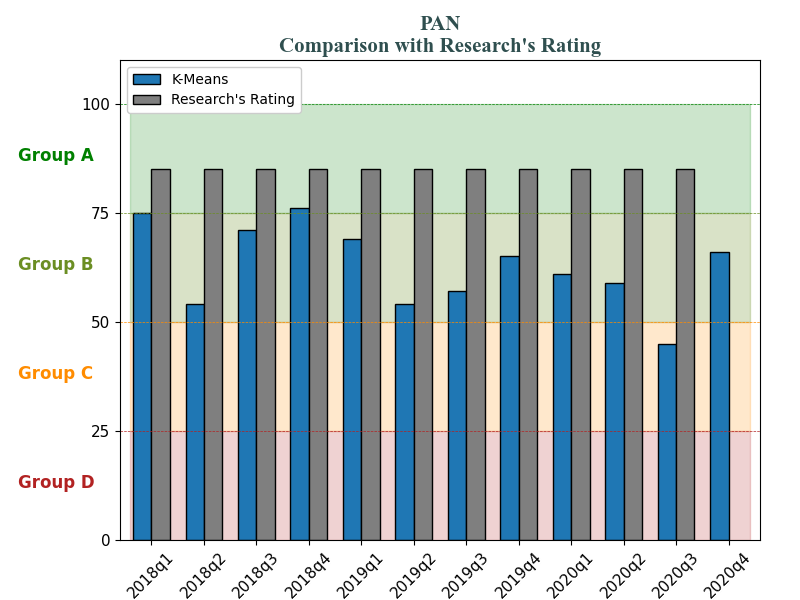 PAN
Comparison with Research's Rating
K-Means
Research's Rating
100
Group A
75
Group B
50
Group C
25
Group D
0
2018q1
2018q2
2018q3
2018q4
2019q1
2019q2
2019q3
2019q4
2020q1
2020q2
2020q3
2020q4